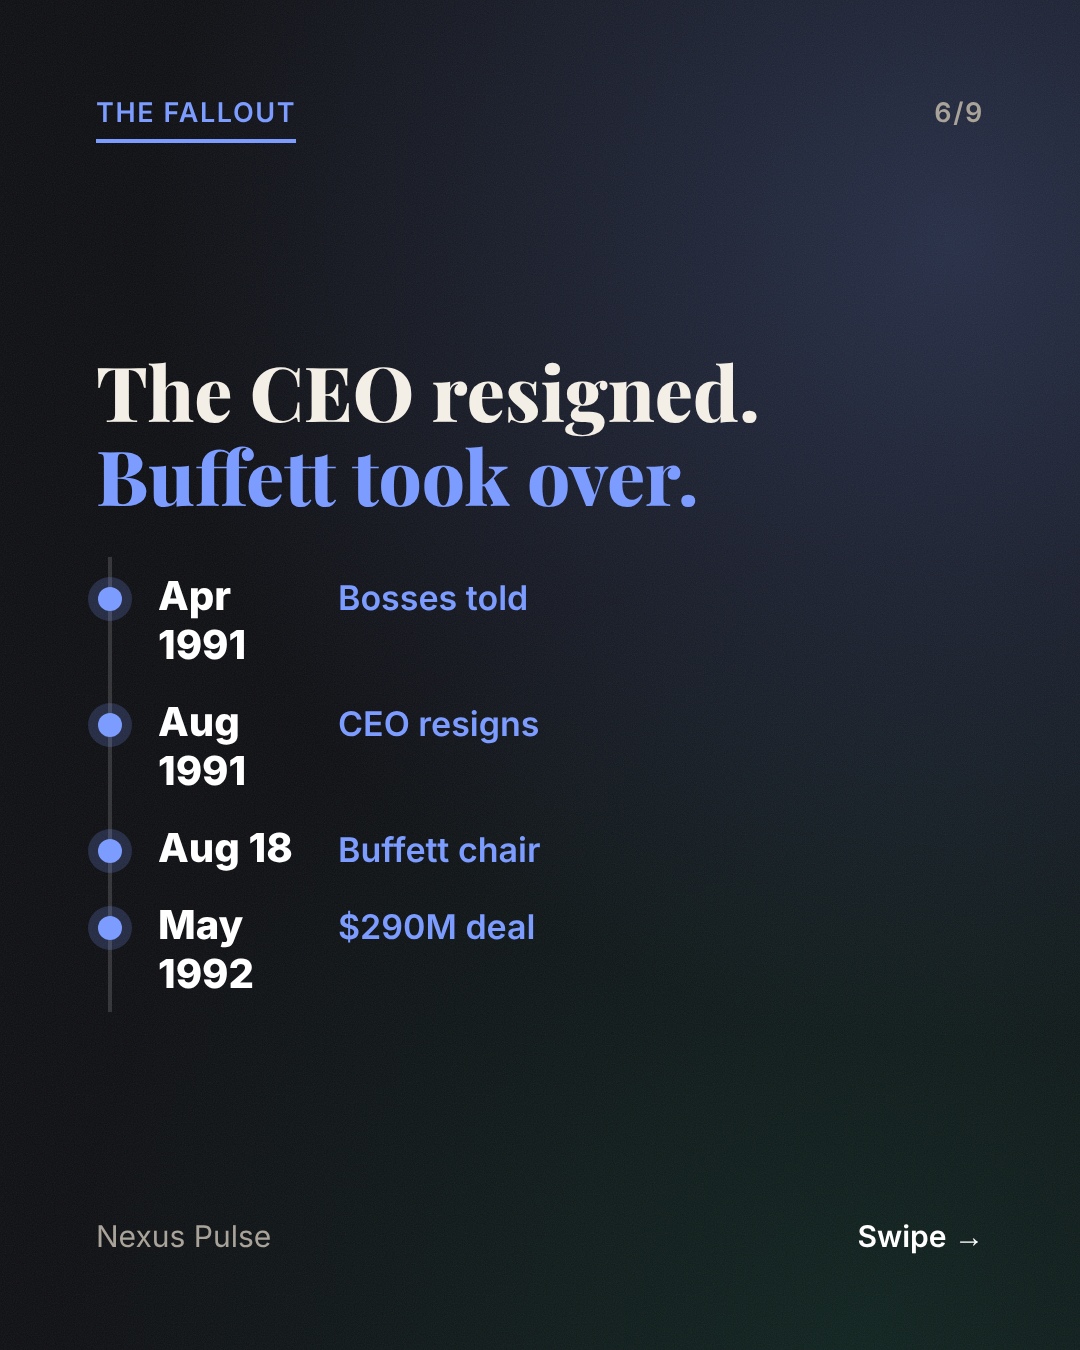 THE FALLOUT
6/9
The CEO resigned.
Buffett took over.
Apr
1991
Bosses told
Aug
1991
CEO resigns
Aug 18
Buffett chair
May
1992
$290M deal
Nexus Pulse
Swipe →